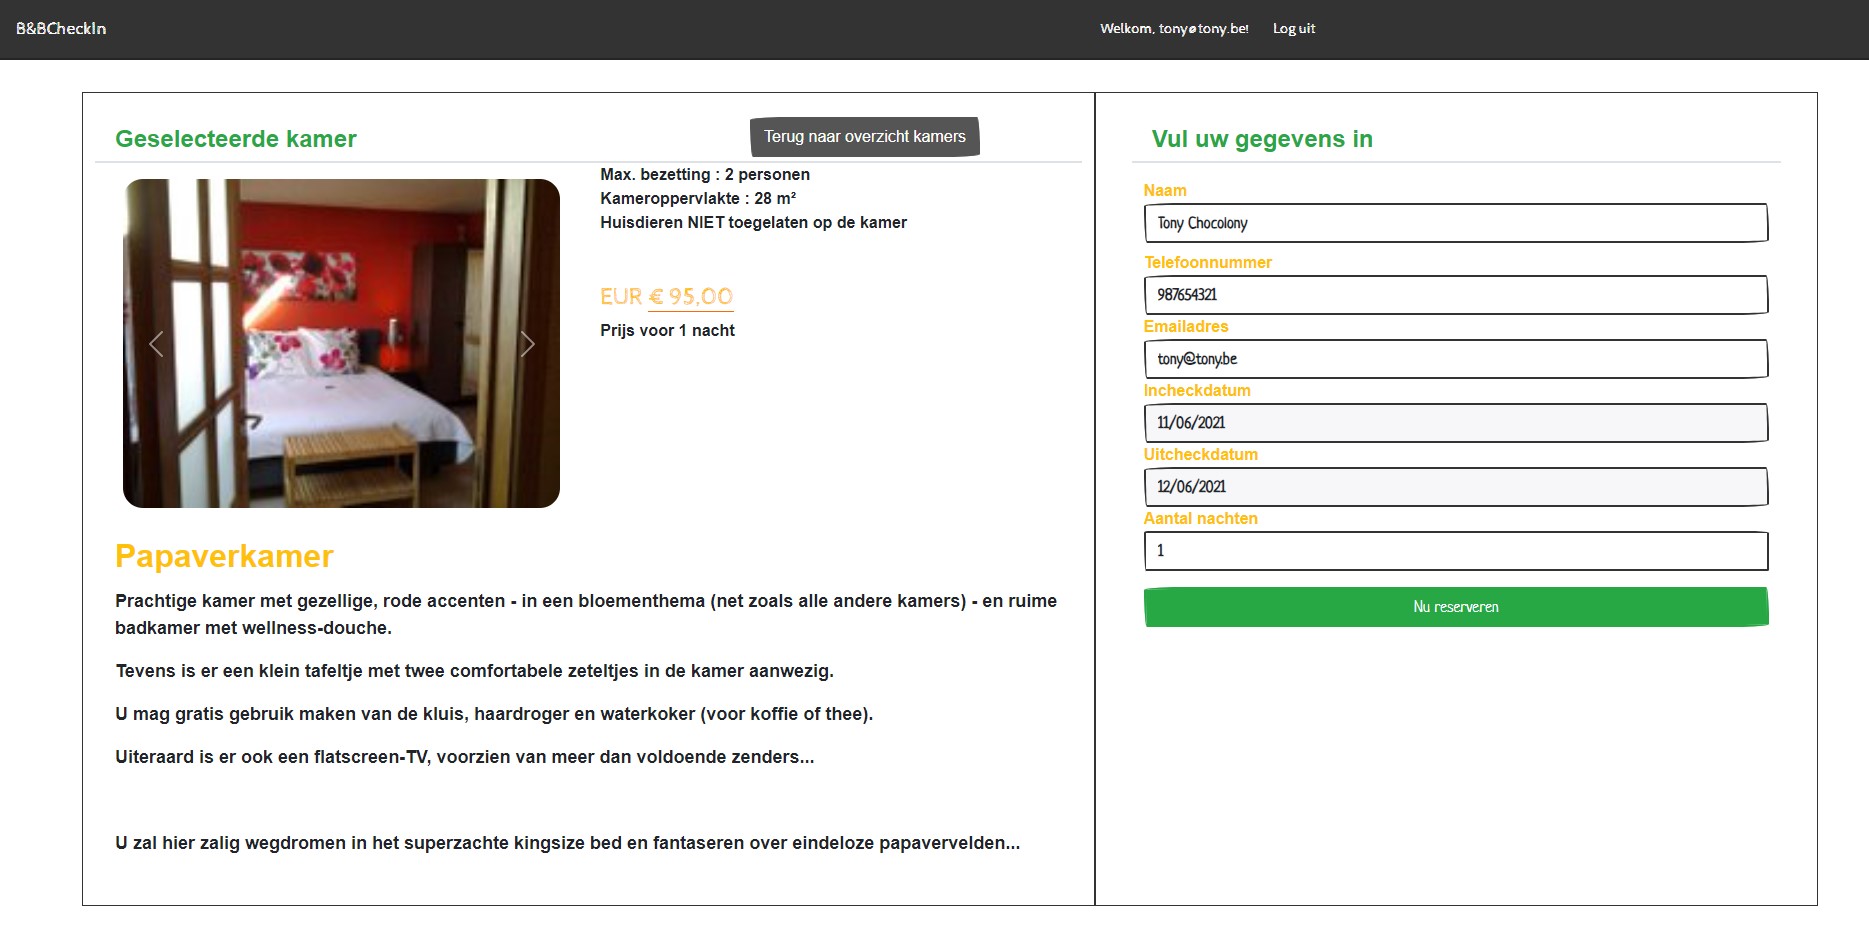 B&BCheckIn
Welkom, tony@tony.be!
Log uit
Geselecteerde kamer
Terug naar overzicht kamers
Max. bezetting : 2 personen
Kameroppervlakte : 28 m²
Huisdieren NIET toegelaten op de kamer
EUR € 95,00
Prijs voor 1 nacht
Papaverkamer
Prachtige kamer met gezellige, rode accenten - in een bloementhema (net zoals alle andere kamers) - en ruime
badkamer met wellness-douche.
Tevens is er een klein tafeltje met twee comfortabele zeteltjes in de kamer aanwezig.
U mag gratis gebruik maken van de kluis, haardroger en waterkoker (voor koffie of thee).
Uiteraard is er ook een flatscreen-TV, voorzien van meer dan voldoende zenders...
U zal hier zalig wegdromen in het superzachte kingsize bed en fantaseren over eindeloze papavervelden...
Vul uw gegevens in
Naam
Tony Chocolony
Telefoonnummer
987654321
Emailadres
tony@tony.be
Incheckdatum
11/06/2021
Uitcheckdatum
12/06/2021
Aantal nachten
1
Nu reserveren